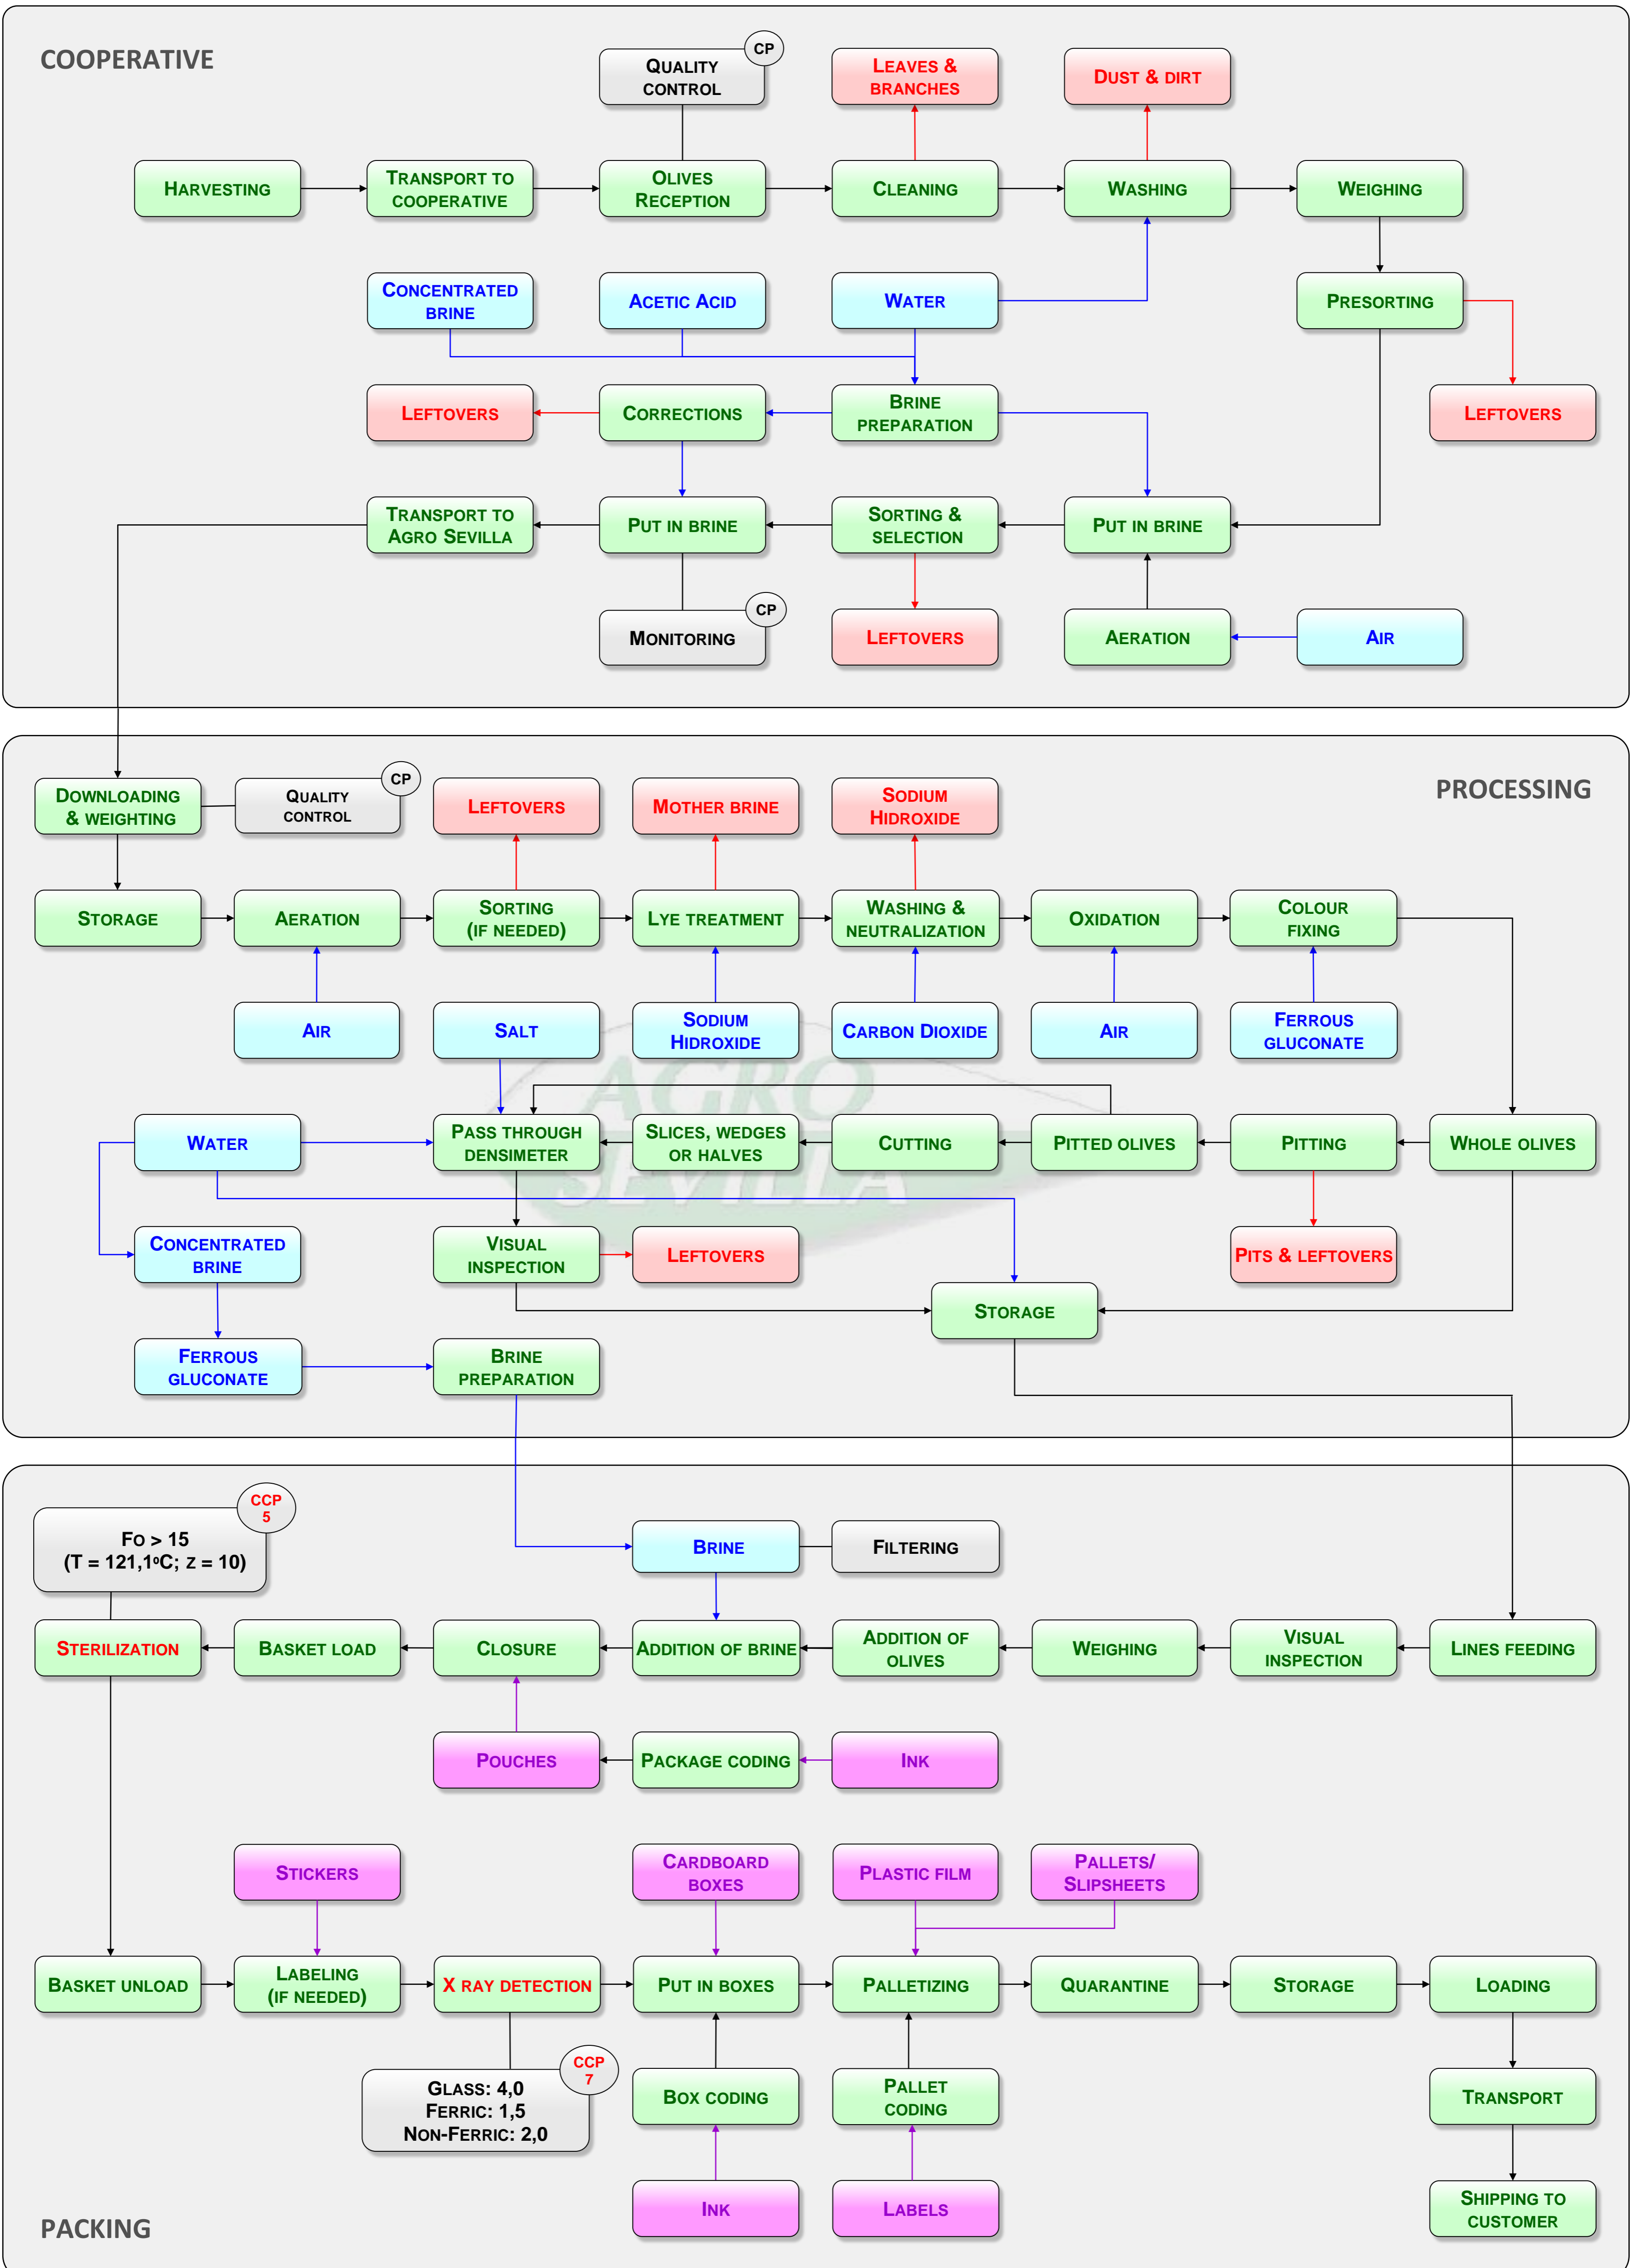 COOPERATIVE
QUALITY
CONTROL
CP
LEAVES &
BRANCHES
DUST & DIRT
HARVESTING
TRANSPORT TO
COOPERATIVE
OLIVES
RECEPTION
CLEANING
WASHING
WEIGHING
CONCENTRATED
BRINE
ACETIC ACID
WATER
PRESORTING
LEFTOVERS
CORRECTIONS
BRINE
PREPARATION
LEFTOVERS
TRANSPORT TO
AGRO SEVILLA
PUT IN BRINE
SORTING &
SELECTION
PUT IN BRINE
MONITORING
CP
LEFTOVERS
AERATION
AIR
PROCESSING
DOWNLOADING
& WEIGHTING
QUALITY
CONTROL
CP
LEFTOVERS
MOTHER BRINE
SODIUM
HIDROXIDE
STORAGE
AERATION
SORTING
(IF NEEDED)
LYE TREATMENT
WASHING &
NEUTRALIZATION
OXIDATION
COLOUR
FIXING
AIR
SALT
SODIUM
HIDROXIDE
CARBON DIOXIDE
AIR
FERROUS
GLUCONATE
AGRO
SEVILLA
WATER
PASS THROUGH
DENSIMETER
SLICES, WEDGES
OR HALVES
CUTTING
PITTED OLIVES
PITTING
WHOLE OLIVES
CONCENTRATED
BRINE
VISUAL
INSPECTION
LEFTOVERS
PITS & LEFTOVERS
STORAGE
FERROUS
GLUCONATE
BRINE
PREPARATION
CCP
5
FO > 15
(T = 121,1ºC; Z = 10)
BRINE
FILTERING
STERILIZATION
BASKET LOAD
CLOSURE
ADDITION OF BRINE
ADDITION OF
OLIVES
WEIGHING
VISUAL
INSPECTION
LINES FEEDING
POUCHES
PACKAGE CODING
INK
STICKERS
CARDBOARD
BOXES
PLASTIC FILM
PALLETS/
SLIPSHEETS
BASKET UNLOAD
LABELING
(IF NEEDED)
X RAY DETECTION
PUT IN BOXES
PALLETIZING
QUARANTINE
STORAGE
LOADING
CCP
7
GLASS: 4,0
FERRIC: 1,5
NON-FERRIC: 2,0
BOX CODING
PALLET
CODING
TRANSPORT
INK
LABELS
SHIPPING TO
CUSTOMER
PACKING